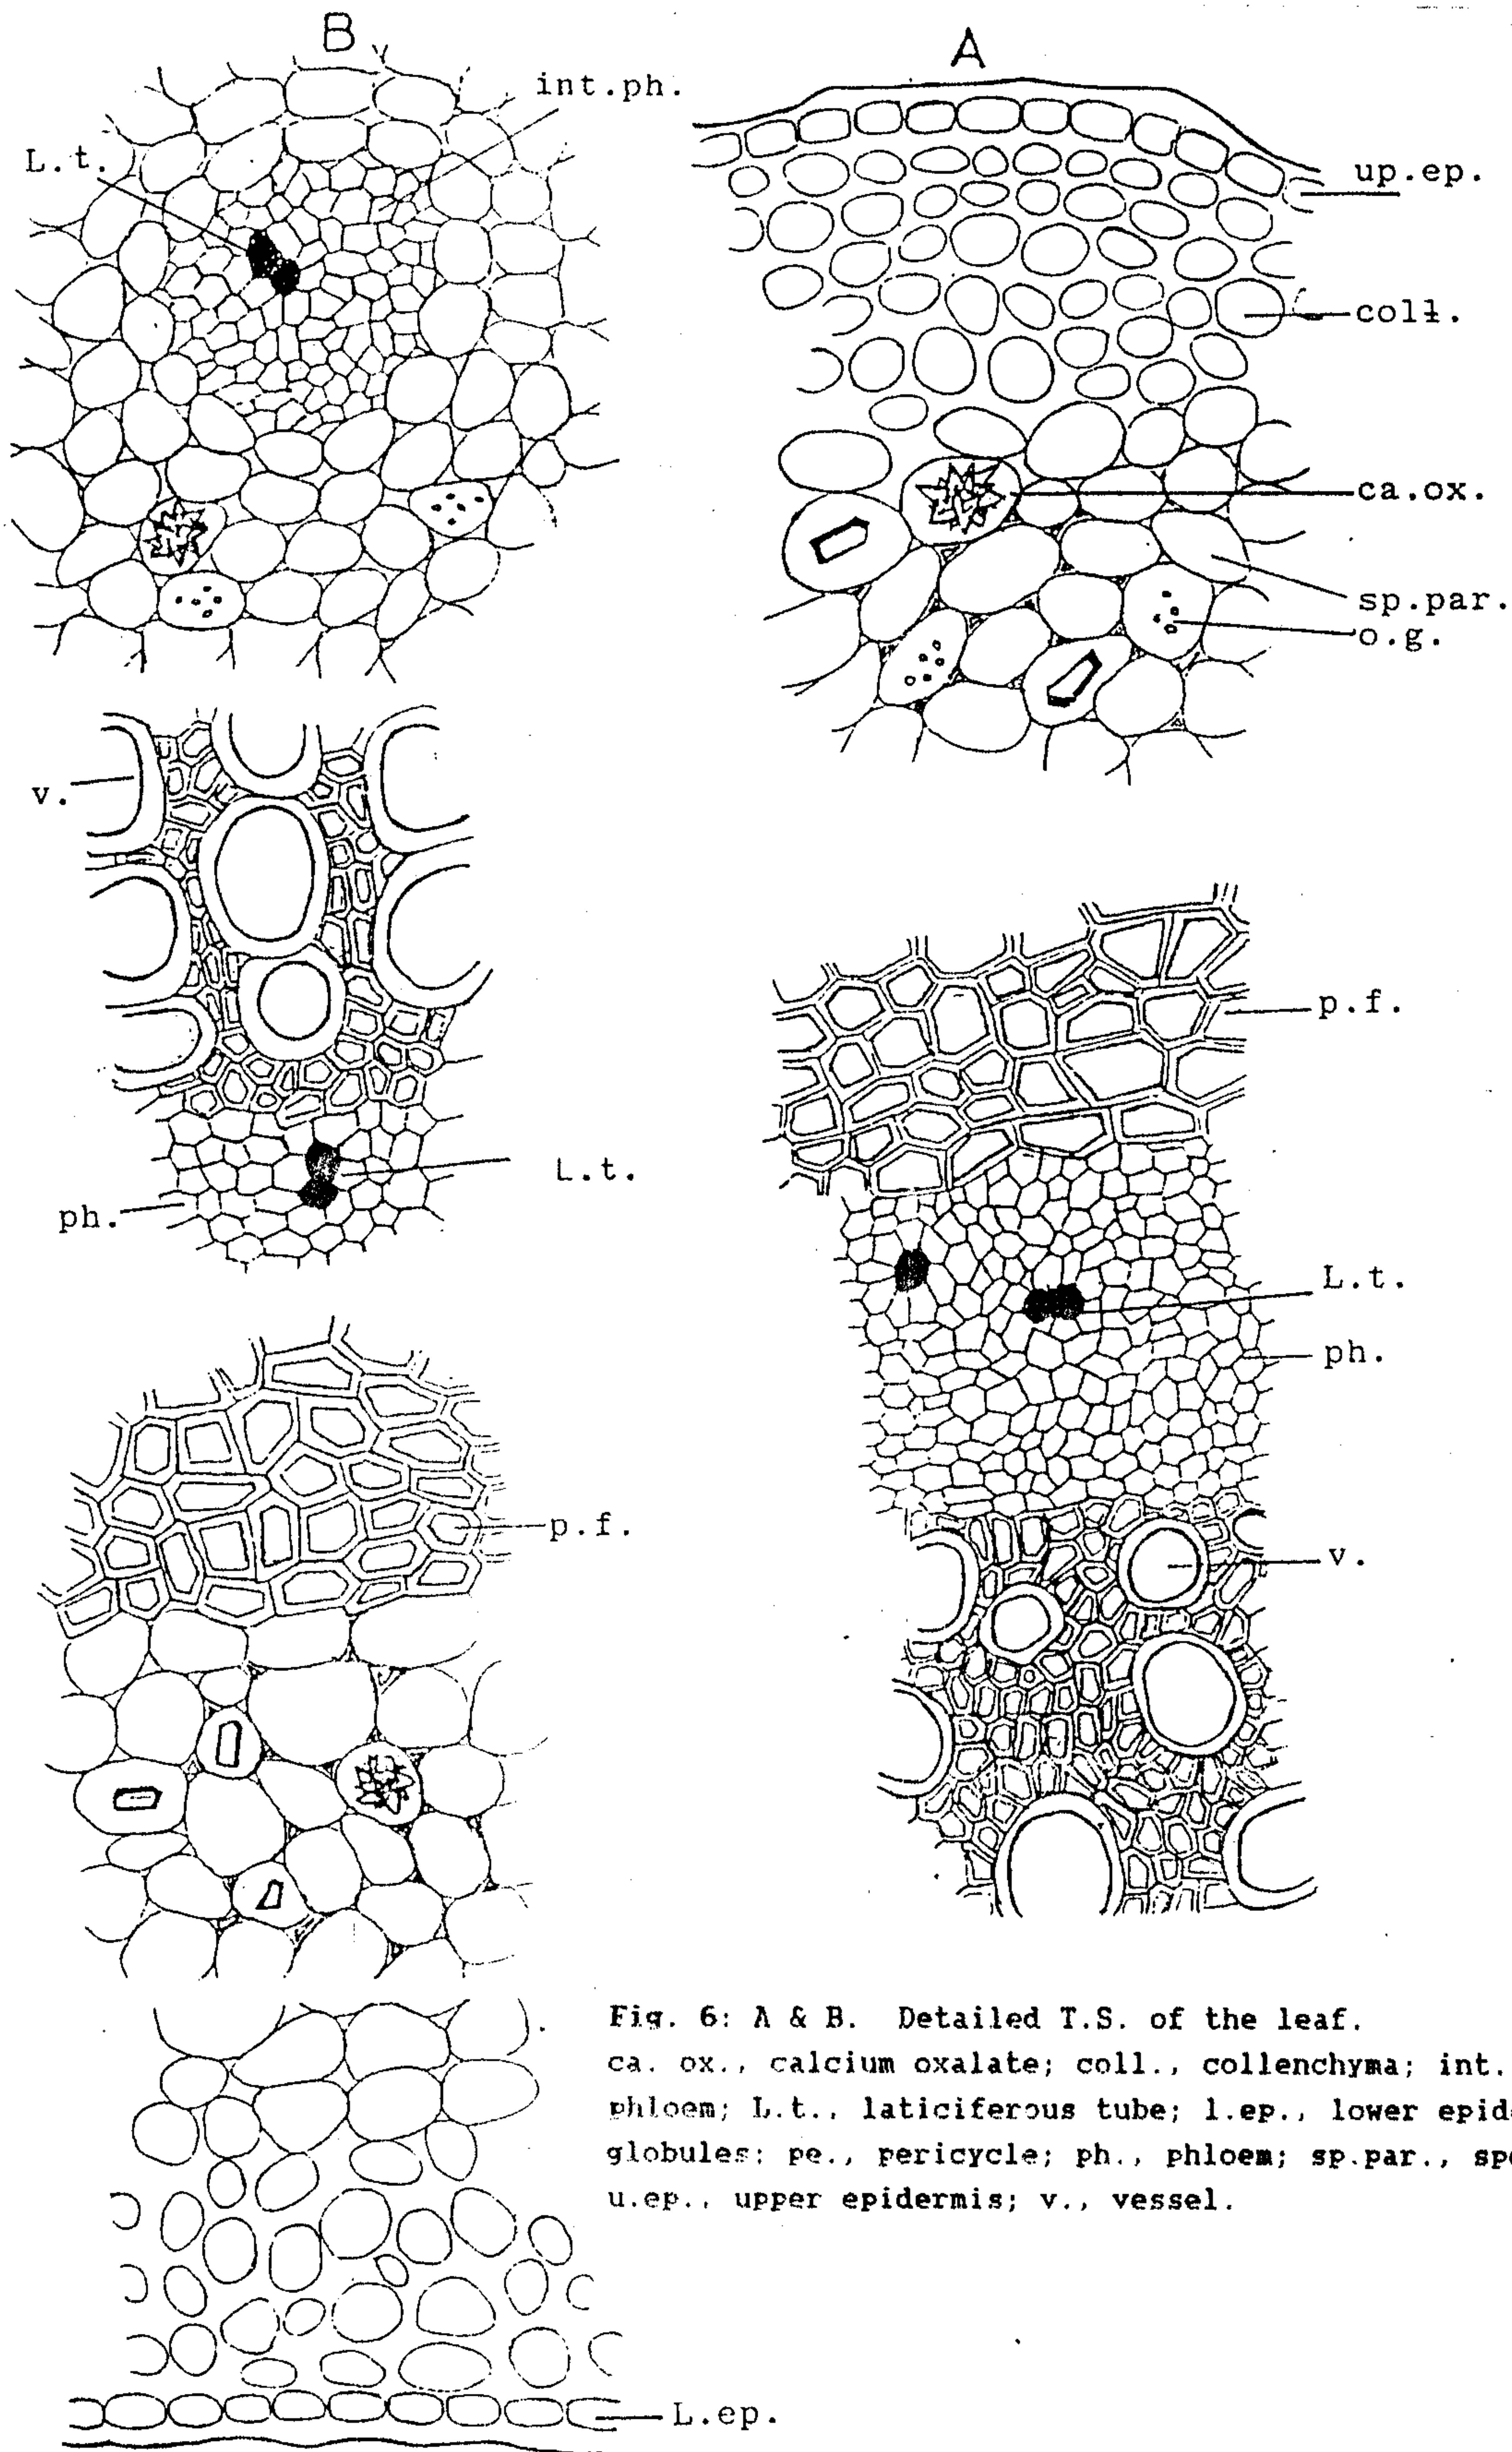 B
A
int.ph.
L.t.
up.ep.
coll.
ca.ox.
sp.par.
o.g.
v.
L.t.
ph.
p.f.
L.t.
ph.
v.
p.f.
Fig. 6: A & B. Detailed T.S. of the leaf.
ca. ox., calcium oxalate; coll., collenchyma; int.
phloem; L.t., laticiferous tube; l.ep., lower epid
globules; pe., pericycle; ph., phloem; sp.par.,
u.ep., upper epidermis; v., vessel.
L.ep.